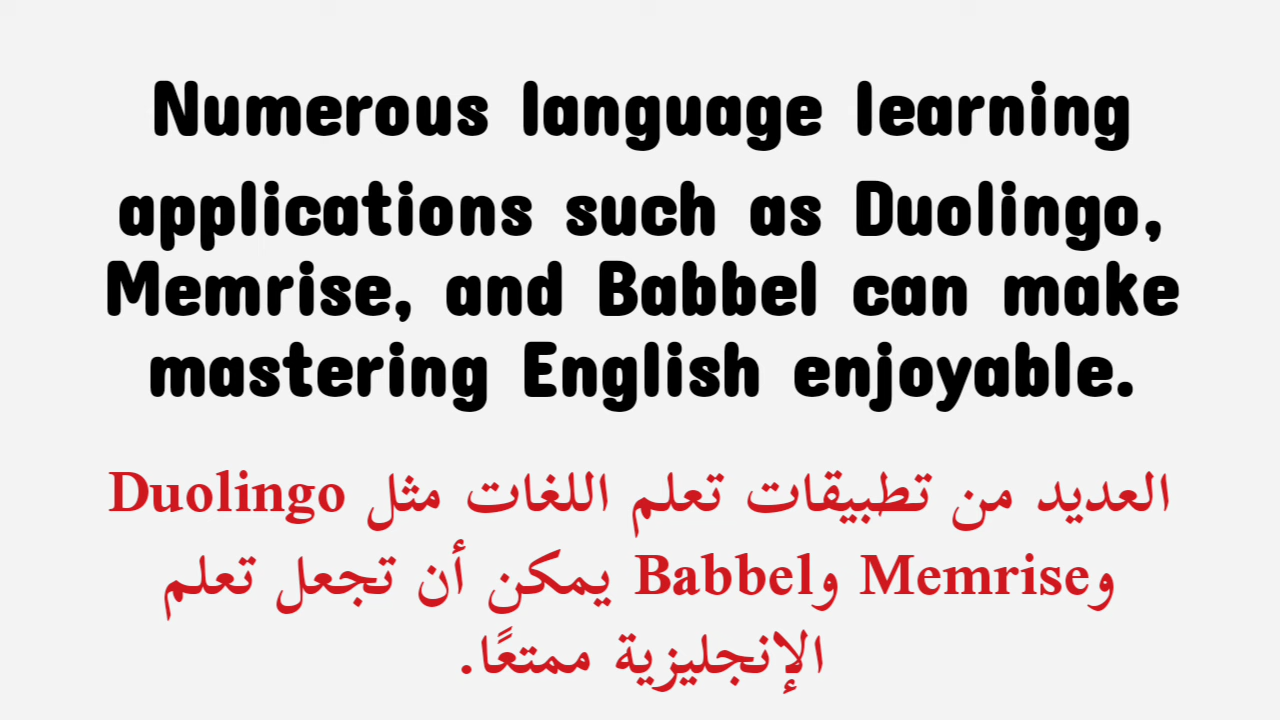 Numerous language learning
applications such as Duolingo,
Memrise, and Babbel can make
mastering English enjoyable.
العديد من تطبيقات تعلم اللغات مثل Duolingo
وMemrise وBabbel يمكن أن تجعل تعلم
الإنجليزية ممتعًا.